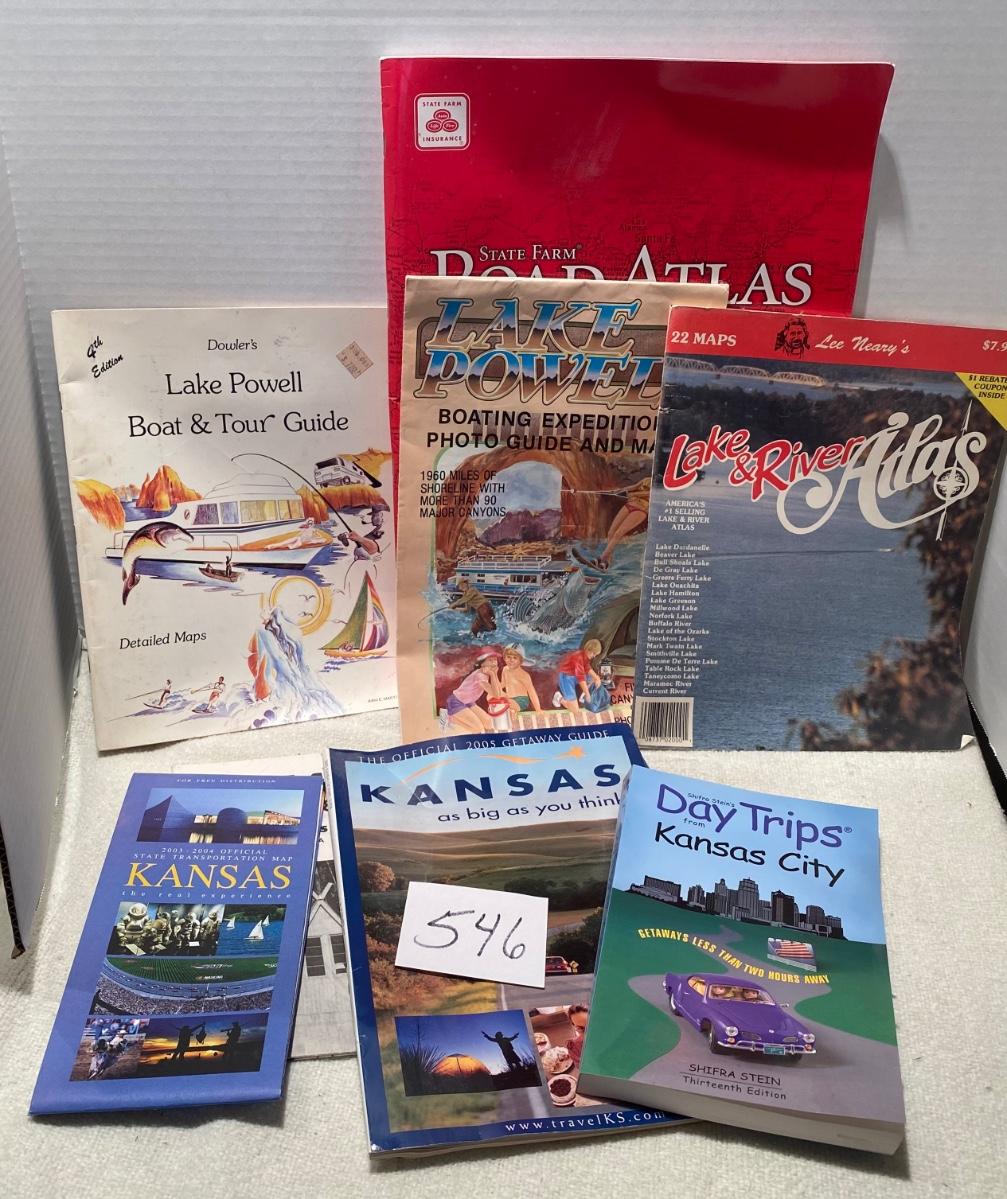 STATE FARM
INSURANCE
STATE FARM®
ROAD ATLAS
4th
Edition
Dowler's
Lake Powell
Boat & Tour Guide
Detailed Maps
LAKE
POWELL
BOATING EXPEDITION
PHOTO GUIDE AND MA
1960 MILES OF
SHORELINE WITH
MORE THAN 90
MAJOR CANYONS
22 MAPS
Lee Neary's
$7.9
$1 REBATE
COUPON
INSIDE
Lake
&River
Atlas
AMERICA'S
#1 SELLING
LAKE & RIVER
ATLAS
Lake Dardanelle
Beaver Lake
Bull Shoals Lake
De Gray Lake
Greers Ferry Lake
Lake Ouachita
Lake Hamilton
Lake Greeson
Millwood Lake
Norfork Lake
Buffalo River
Lake of the Ozarks
Stockton Lake
Mark Twain Lake
Smithville Lake
Pomme De Terre Lake
Table Rock Lake
Taneycomo Lake
Maramec River
Current River
FOR FREE DISTRIBUTION
2003-2004 OFFICIAL
STATE TRANSPORTATION MAP
KANSAS
the real experience
THE OFFICIAL 2005 GETAWAY GUIDE
KANSAS
as big as you think
546
www.travelKS.com
Shifra Stein's
Day Trips®
from
Kansas City
GETAWAYS LESS THAN TWO HOURS AWAY
SHIFRA STEIN
Thirteenth Edition